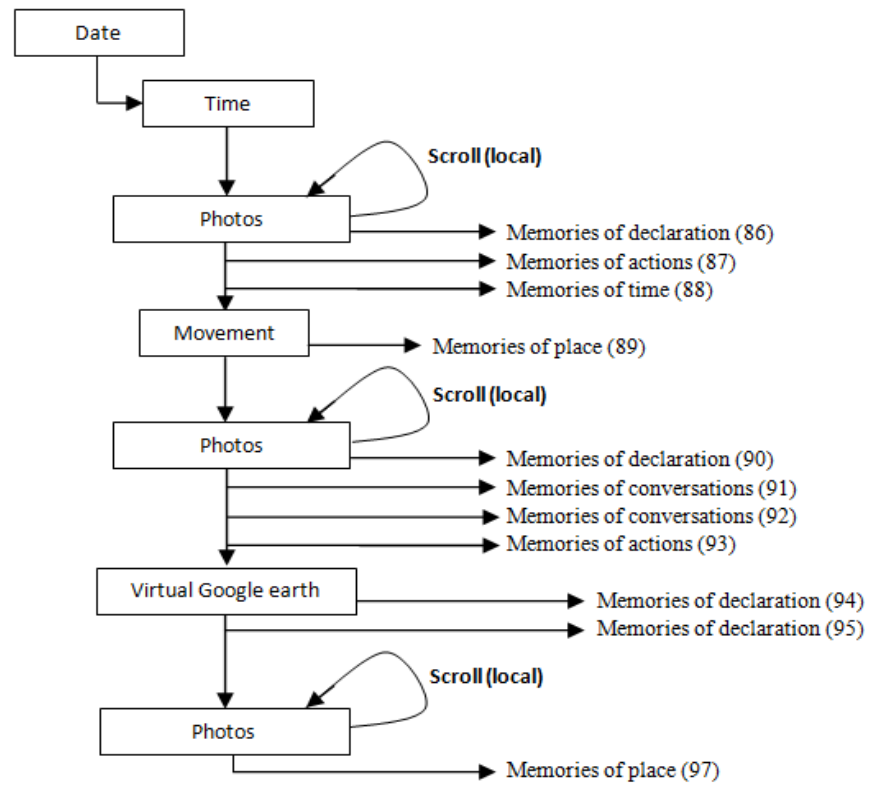 Date
Time
Scroll (local)
Photos
Memories of declaration (86)
Memories of actions (87)
Memories of time (88)
Movement
Memories of place (89)
Scroll (local)
Photos
Memories of declaration (90)
Memories of conversations (91)
Memories of conversations (92)
Memories of actions (93)
Virtual Google earth
Memories of declaration (94)
Memories of declaration (95)
Scroll (local)
Photos
Memories of place (97)